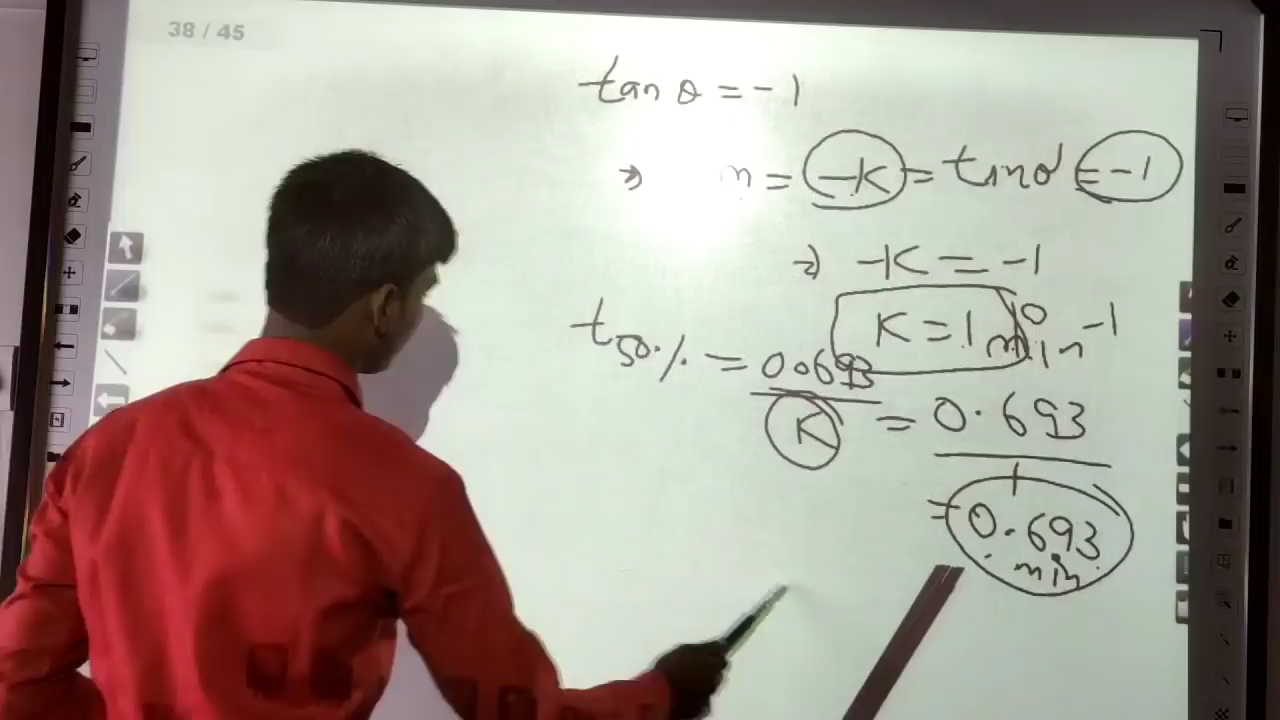 38 / 45
tan θ = -1
⇒ m = -K = tanθ = -1
⇒ -K = -1
K = 1 min⁻¹
t50% = 0.693/K = 0.693/1
= 0.693 min